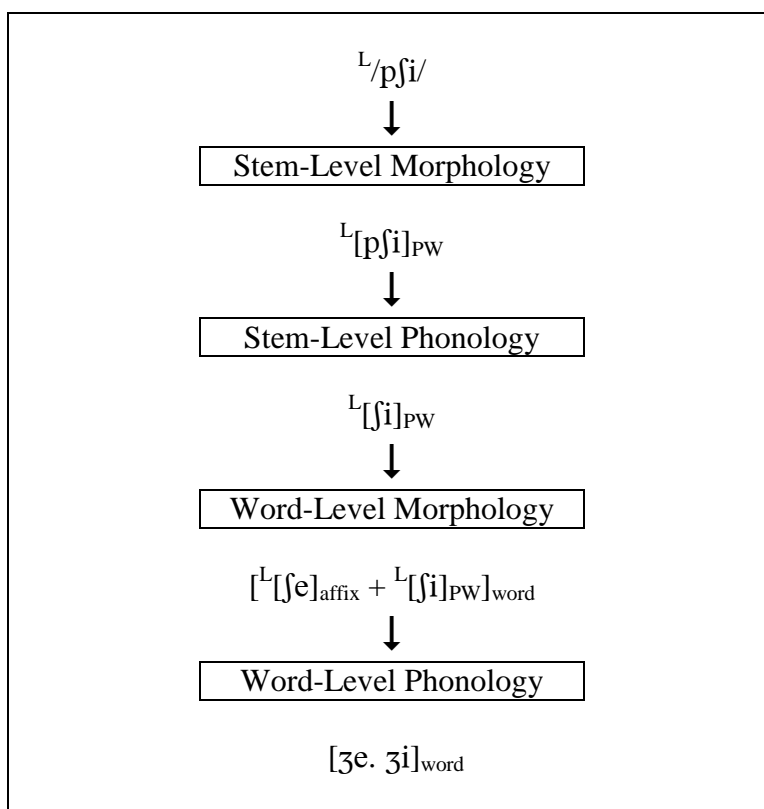 ᴸ/pʃi/
Stem-Level Morphology
ᴸ[pʃi]PW
Stem-Level Phonology
ᴸ[ʃi]PW
Word-Level Morphology
[ᴸ[ʃe]affix + ᴸ[ʃi]PW]word
Word-Level Phonology
[ʒe. ʒi]word